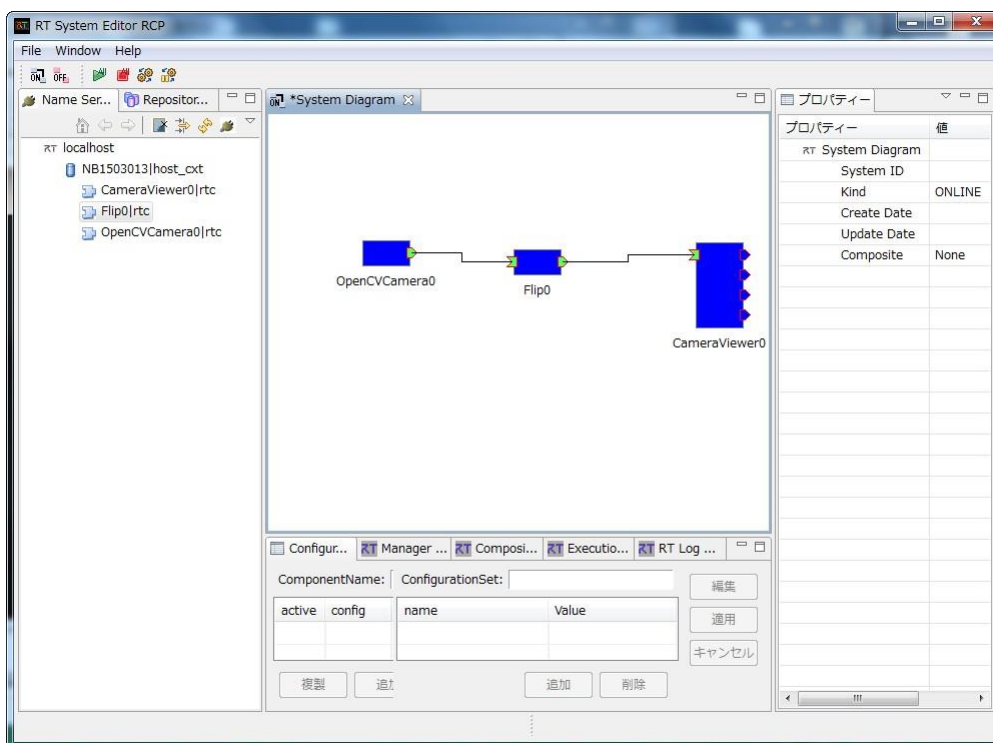 RT System Editor RCP
File Window Help
ON OFF
Name Ser... Repositor...
RT localhost
NB1503013|host_cxt
CameraViewer0|rtc
Flip0|rtc
OpenCVCamera0|rtc
ON *System Diagram
OpenCVCamera0
Flip0
CameraViewer0
プロパティー
プロパティー 値
RT System Diagram
System ID
Kind ONLINE
Create Date
Update Date
Composite None
Configur... RT Manager ... RT Composi... RT Executio... RT RT Log ...
ComponentName: ConfigurationSet:
編集
active config name Value
適用
キャンセル
複製 追加 削除